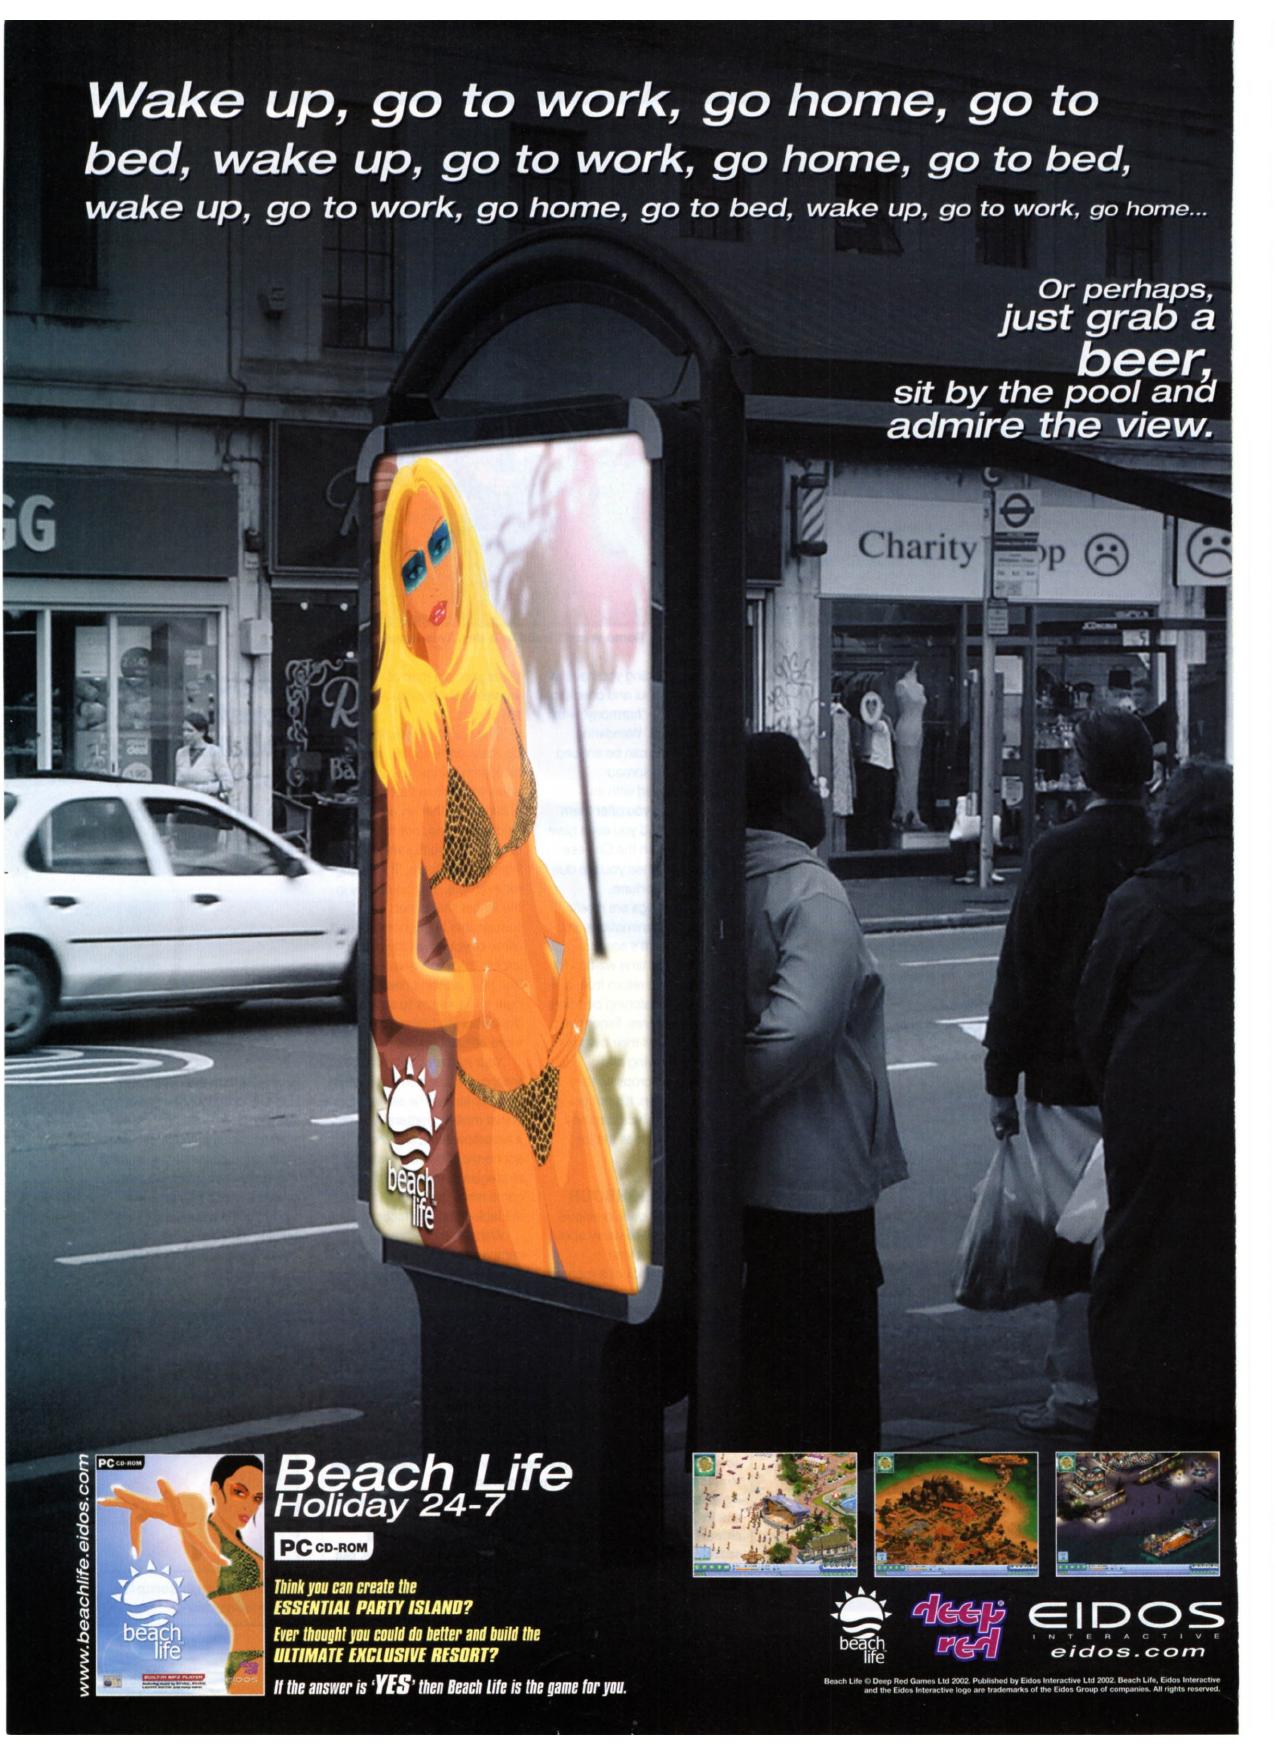 Wake up, go to work, go home, go to
bed, wake up, go to work, go home, go to bed,
wake up, go to work, go home, go to bed, wake up, go to work, go home...
Or perhaps,
just grab a
beer,
sit by the pool and
admire the view.
GG
Charity
op
beach
life
www.beachlife.eidos.com
PC CD-ROM
beach
life
BUILT-IN MP3 PLAYER
EIDOS
Beach Life
Holiday 24-7
PC CD-ROM
Think you can create the
ESSENTIAL PARTY ISLAND?
Ever thought you could do better and build the
ULTIMATE EXCLUSIVE RESORT?
If the answer is 'YES' then Beach Life is the game for you.
beach
life
deep
red
EIDOS
INTERACTIVE
eidos.com
Beach Life © Deep Red Games Ltd 2002. Published by Eidos Interactive Ltd 2002. Beach Life, Eidos Interactive
and the Eidos Interactive logo are trademarks of the Eidos Group of companies. All rights reserved.